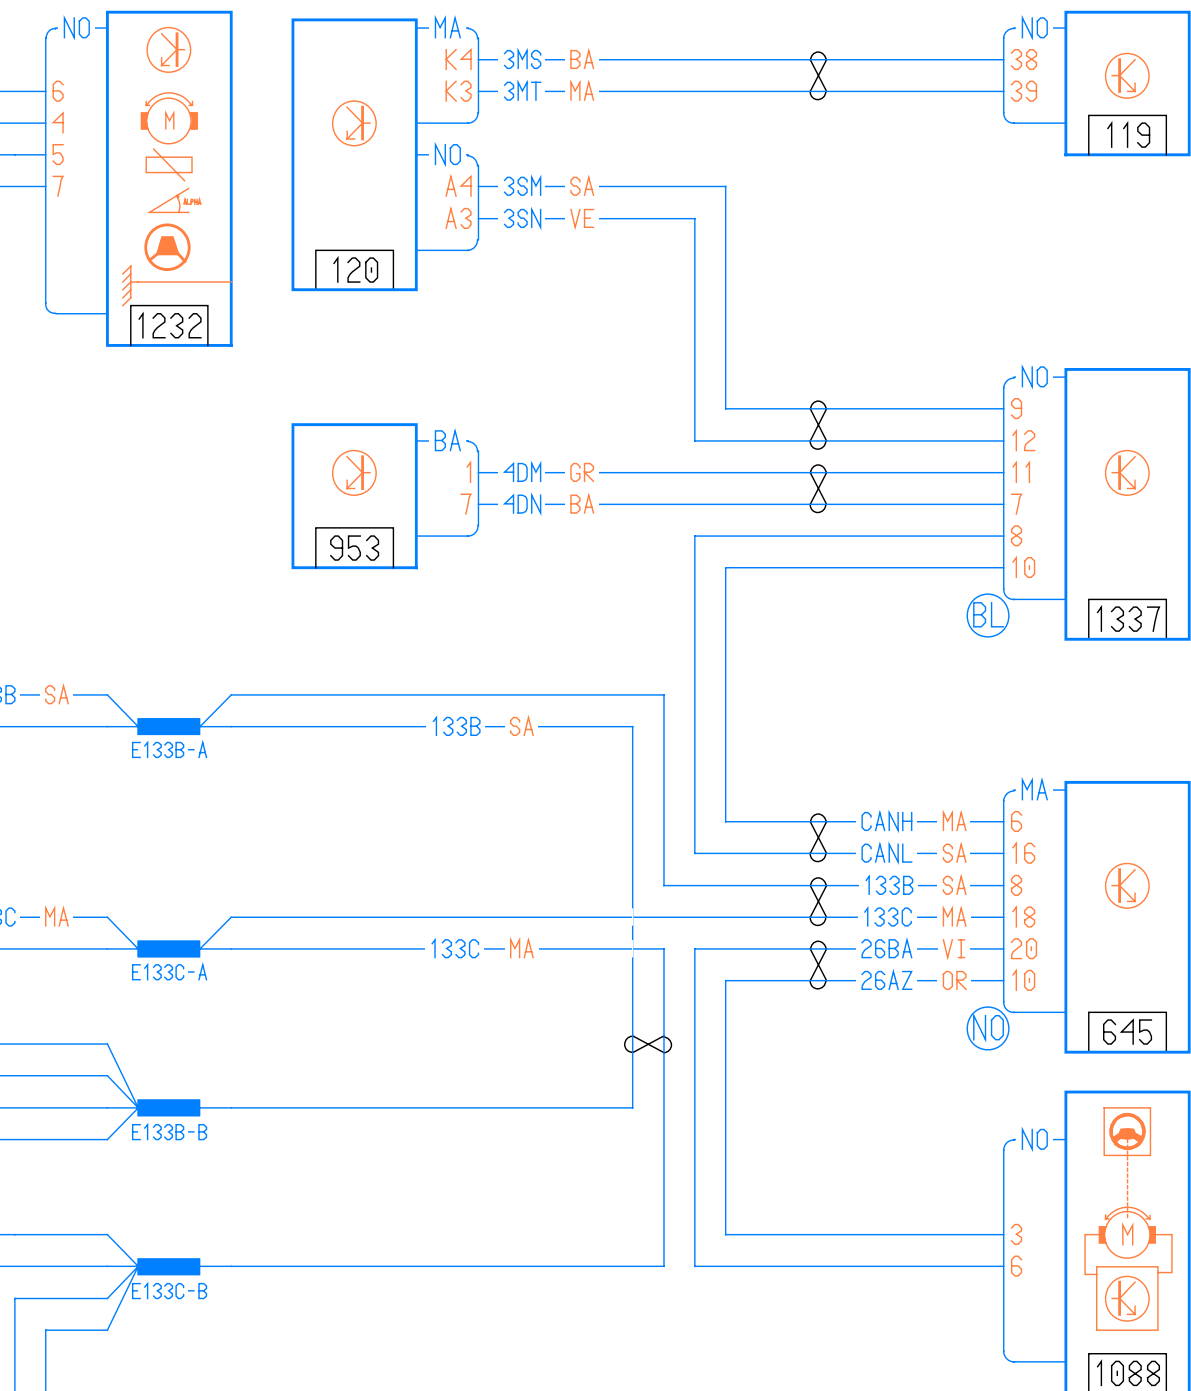 NO
6
4
5
7
M
ALPHA
1232
MA
K4 3MS BA
K3 3MT MA
NO
A4 3SM SA
A3 3SN VE
120
NO
38
39
119
BA
1 4DM GR
7 4DN BA
953
NO
9
12
11
7
8
10
BL
1337
B SA
E133B-A
133B SA
C MA
E133C-A
133C MA
MA
CANH MA 6
CANL SA 16
133B SA 8
133C MA 18
26BA VI 20
26AZ OR 10
NO
645
E133B-B
E133C-B
NO
3
6
M
1088